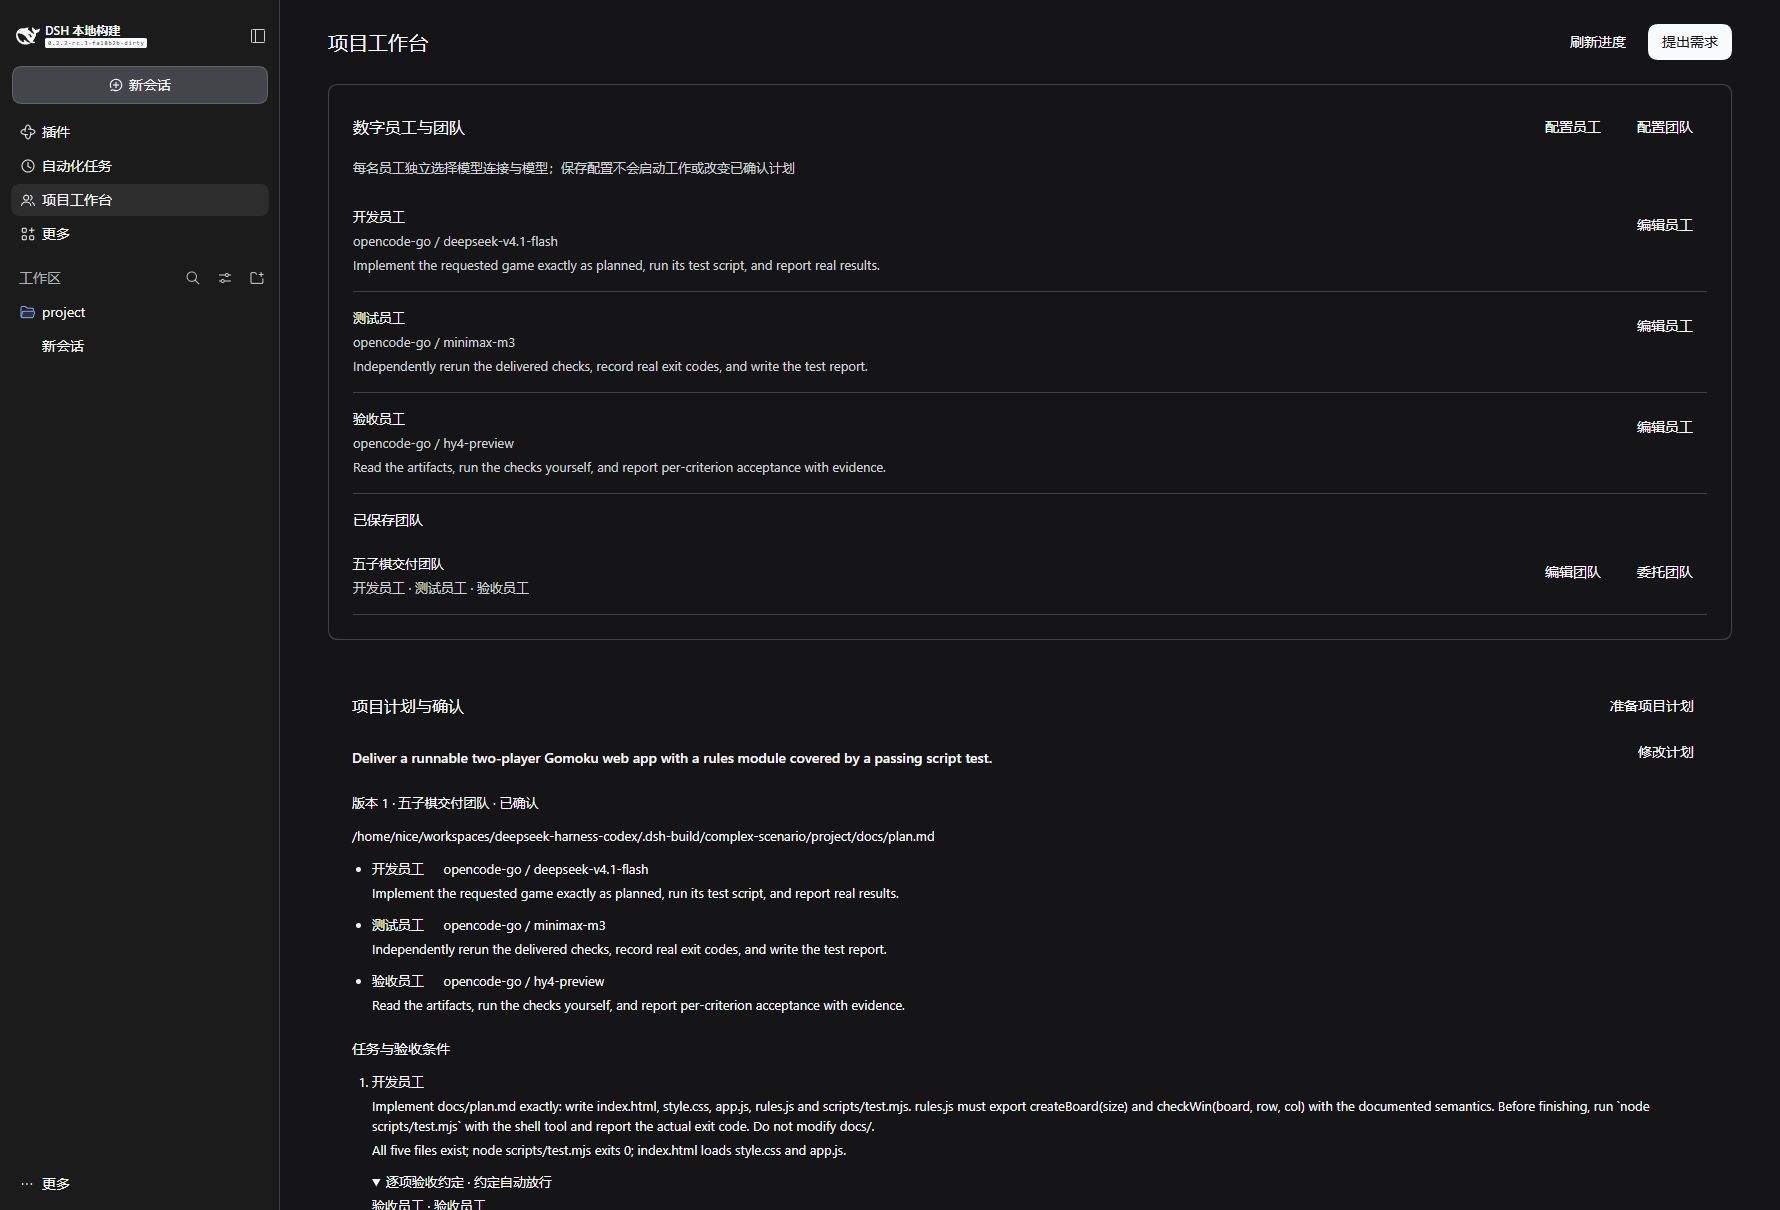 DSH 本地构建
0.2.2-rc.3-fa18b2b-dirty
新会话
插件
自动化任务
项目工作台
更多
工作区
project
新会话
更多
项目工作台
刷新进度
提出需求
数字员工与团队
配置员工
配置团队
每名员工独立选择模型连接与模型；保存配置不会启动工作或改变已确认计划
开发员工
编辑员工
opencode-go / deepseek-v4.1-flash
Implement the requested game exactly as planned, run its test script, and report real results.
测试员工
编辑员工
opencode-go / minimax-m3
Independently rerun the delivered checks, record real exit codes, and write the test report.
验收员工
编辑员工
opencode-go / hy4-preview
Read the artifacts, run the checks yourself, and report per-criterion acceptance with evidence.
已保存团队
五子棋交付团队
编辑团队
委托团队
开发员工 · 测试员工 · 验收员工
项目计划与确认
准备项目计划
Deliver a runnable two-player Gomoku web app with a rules module covered by a passing script test.
修改计划
版本 1 · 五子棋交付团队 · 已确认
/home/nice/workspaces/deepseek-harness-codex/.dsh-build/complex-scenario/project/docs/plan.md
• 开发员工 opencode-go / deepseek-v4.1-flash
Implement the requested game exactly as planned, run its test script, and report real results.
• 测试员工 opencode-go / minimax-m3
Independently rerun the delivered checks, record real exit codes, and write the test report.
• 验收员工 opencode-go / hy4-preview
Read the artifacts, run the checks yourself, and report per-criterion acceptance with evidence.
任务与验收条件
1. 开发员工
Implement docs/plan.md exactly: write index.html, style.css, app.js, rules.js and scripts/test.mjs. rules.js must export createBoard(size) and checkWin(board, row, col) with the documented semantics. Before finishing, run `node
scripts/test.mjs` with the shell tool and report the actual exit code. Do not modify docs/.
All five files exist; node scripts/test.mjs exits 0; index.html loads style.css and app.js.
▼ 逐项验收约定 · 约定自动放行
验收员工 · 验收员工